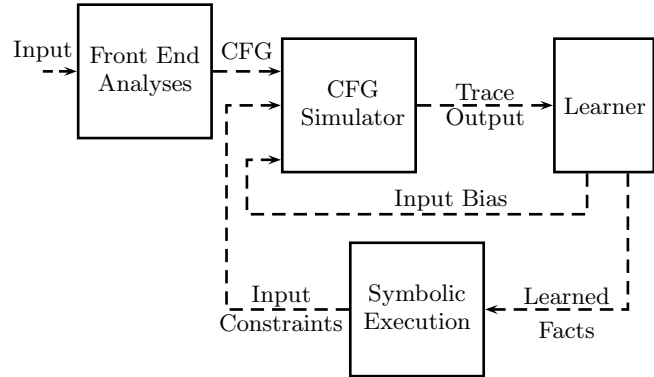 Input
Front End
Analyses
CFG
CFG
Simulator
Trace
Output
Learner
Input Bias
Input
Constraints
Symbolic
Execution
Learned
Facts